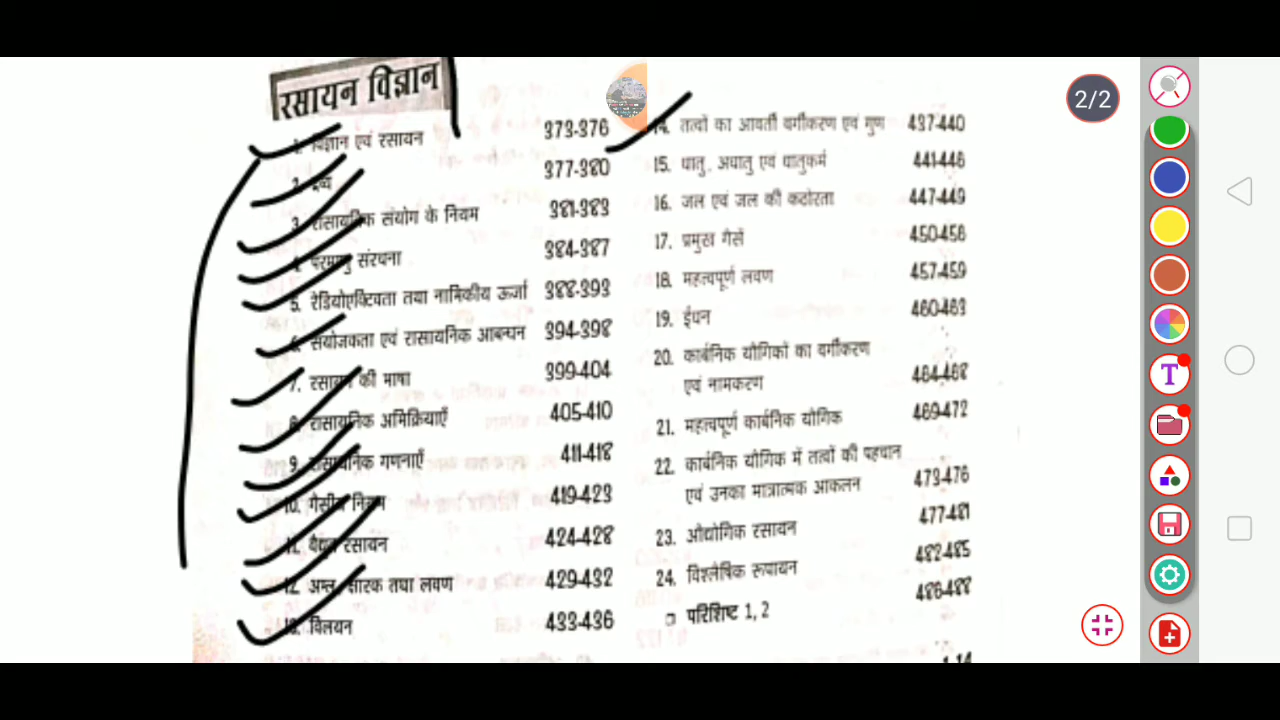 रसायन विज्ञान
1. विज्ञान एवं रसायन 373-376
2. द्रव्य 377-380
3. रासायनिक संयोग के नियम 381-383
4. परमाणु संरचना 384-387
5. रेडियोएक्टिवता तथा नाभिकीय ऊर्जा 388-393
6. संयोजकता एवं रासायनिक आबन्धन 394-398
7. रसायन की भाषा 399-404
8. रासायनिक अभिक्रियाएँ 405-410
9. रासायनिक गणनाएँ 411-418
10. गैसीय नियम 419-423
11. वैद्युत रसायन 424-428
12. अम्ल, क्षारक तथा लवण 429-432
13. विलयन 433-436
14. तत्वों का आवर्ती वर्गीकरण एवं गुण 437-440
15. धातु, अधातु एवं धातुकर्म 441-446
16. जल एवं जल की कठोरता 447-449
17. प्रमुख गैसें 450-456
18. महत्वपूर्ण लवण 457-459
19. ईंधन 460-463
20. कार्बनिक यौगिकों का वर्गीकरण
एवं नामकरण 464-468
21. महत्वपूर्ण कार्बनिक यौगिक 469-472
22. कार्बनिक यौगिक में तत्वों की पहचान
एवं उनका मात्रात्मक आकलन 473-476
23. औद्योगिक रसायन 477-481
24. विश्लेषिक रूपायन 482-485
परिशिष्ट 1, 2 486-488
1-14
2/2
T